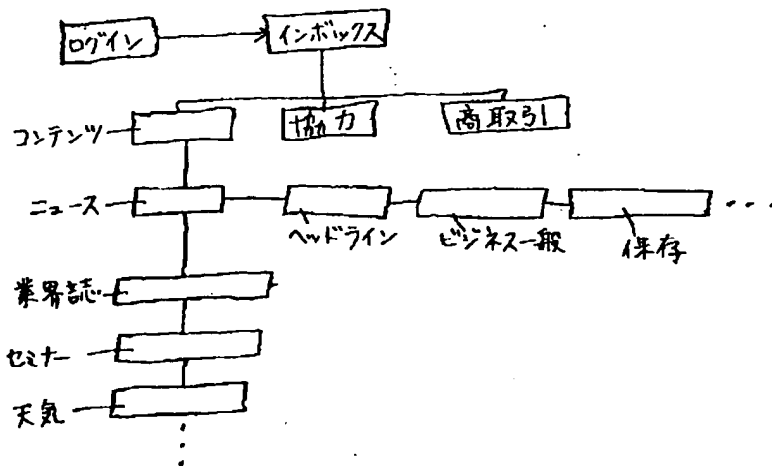 ログイン
インボックス
コンテンツ
協力
商取引
ニュース
ヘッドライン
ビジネス一般
保存
業界誌
セミナー
天気